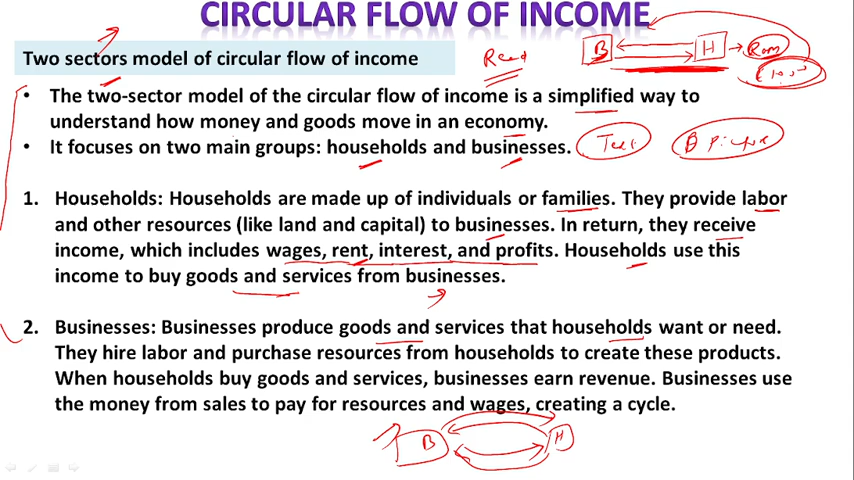 CIRCULAR FLOW OF INCOME
Two sectors model of circular flow of income
Read
B H
• The two-sector model of the circular flow of income is a simplified way to
understand how money and goods move in an economy.
• It focuses on two main groups: households and businesses.
1. Households: Households are made up of individuals or families. They provide labor
and other resources (like land and capital) to businesses. In return, they receive
income, which includes wages, rent, interest, and profits. Households use this
income to buy goods and services from businesses.
2. Businesses: Businesses produce goods and services that households want or need.
They hire labor and purchase resources from households to create these products.
When households buy goods and services, businesses earn revenue. Businesses use
the money from sales to pay for resources and wages, creating a cycle.
B H